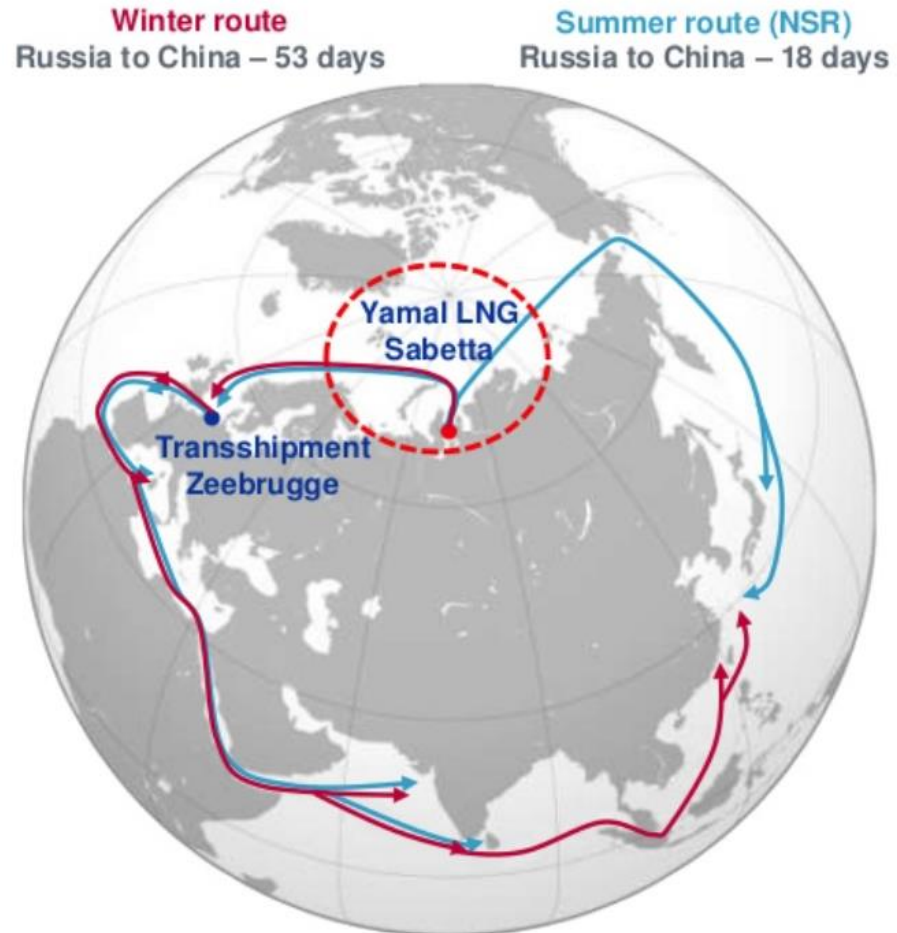 Winter route
Russia to China – 53 days
Summer route (NSR)
Russia to China – 18 days
Yamal LNG
Sabetta
Transshipment
Zeebrugge